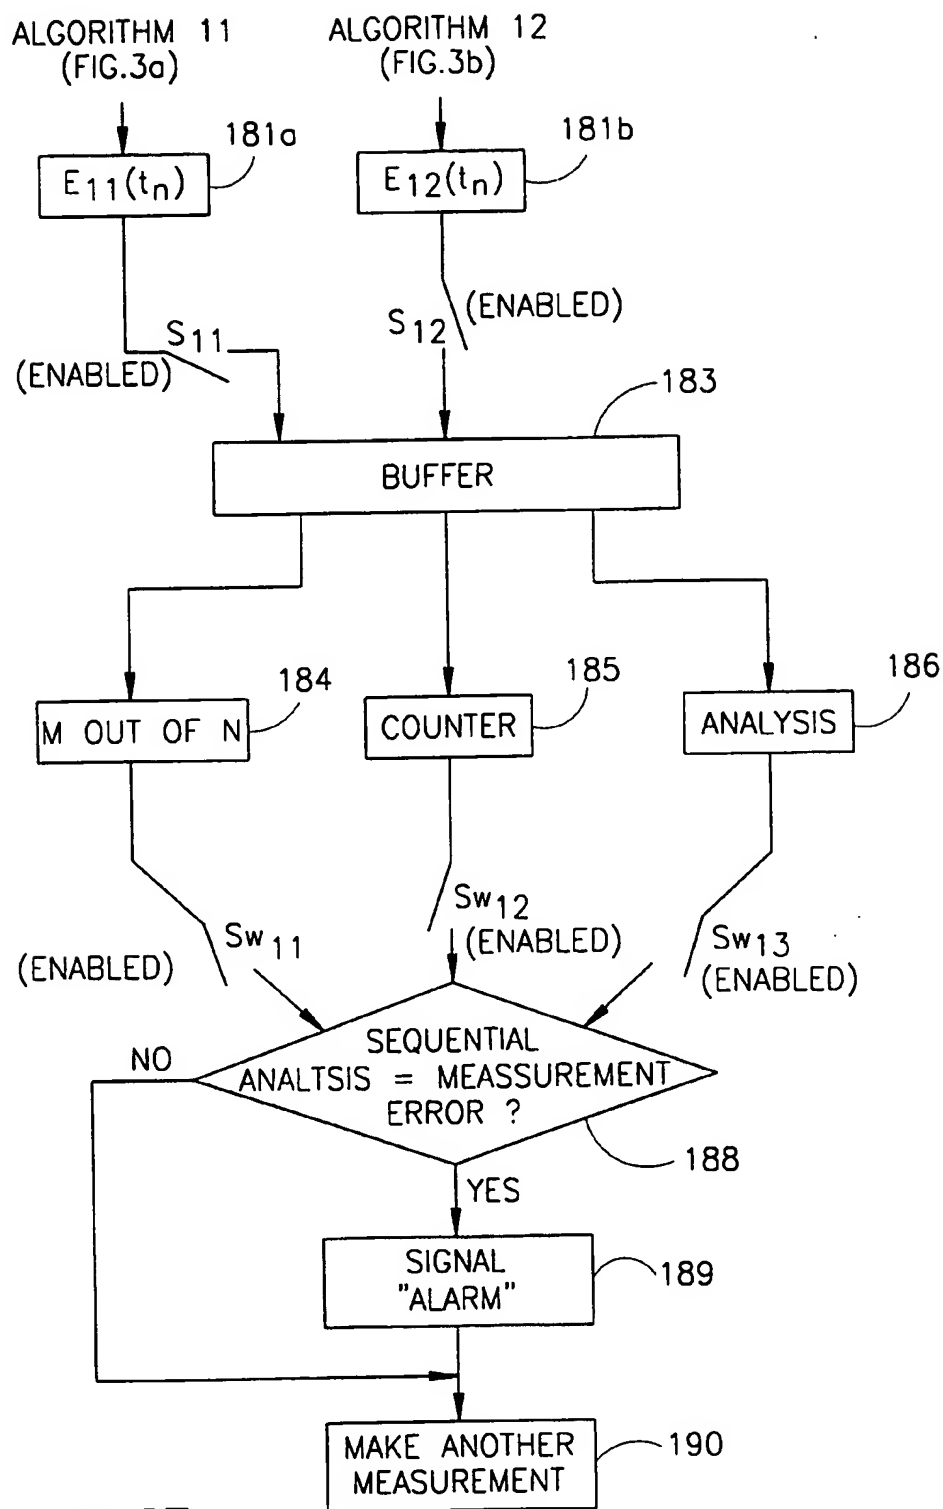 ALGORITHM 11
(FIG.3a)
ALGORITHM 12
(FIG.3b)
181a
181b
E11(tn)
E12(tn)
S11
(ENABLED)
S12
(ENABLED)
183
BUFFER
184
185
186
M OUT OF N
COUNTER
ANALYSIS
Sw11
(ENABLED)
Sw12
(ENABLED)
Sw13
(ENABLED)
NO
SEQUENTIAL
ANALTSIS = MEASSUREMENT
ERROR ?
188
YES
SIGNAL
"ALARM"
189
MAKE ANOTHER
MEASUREMENT
190